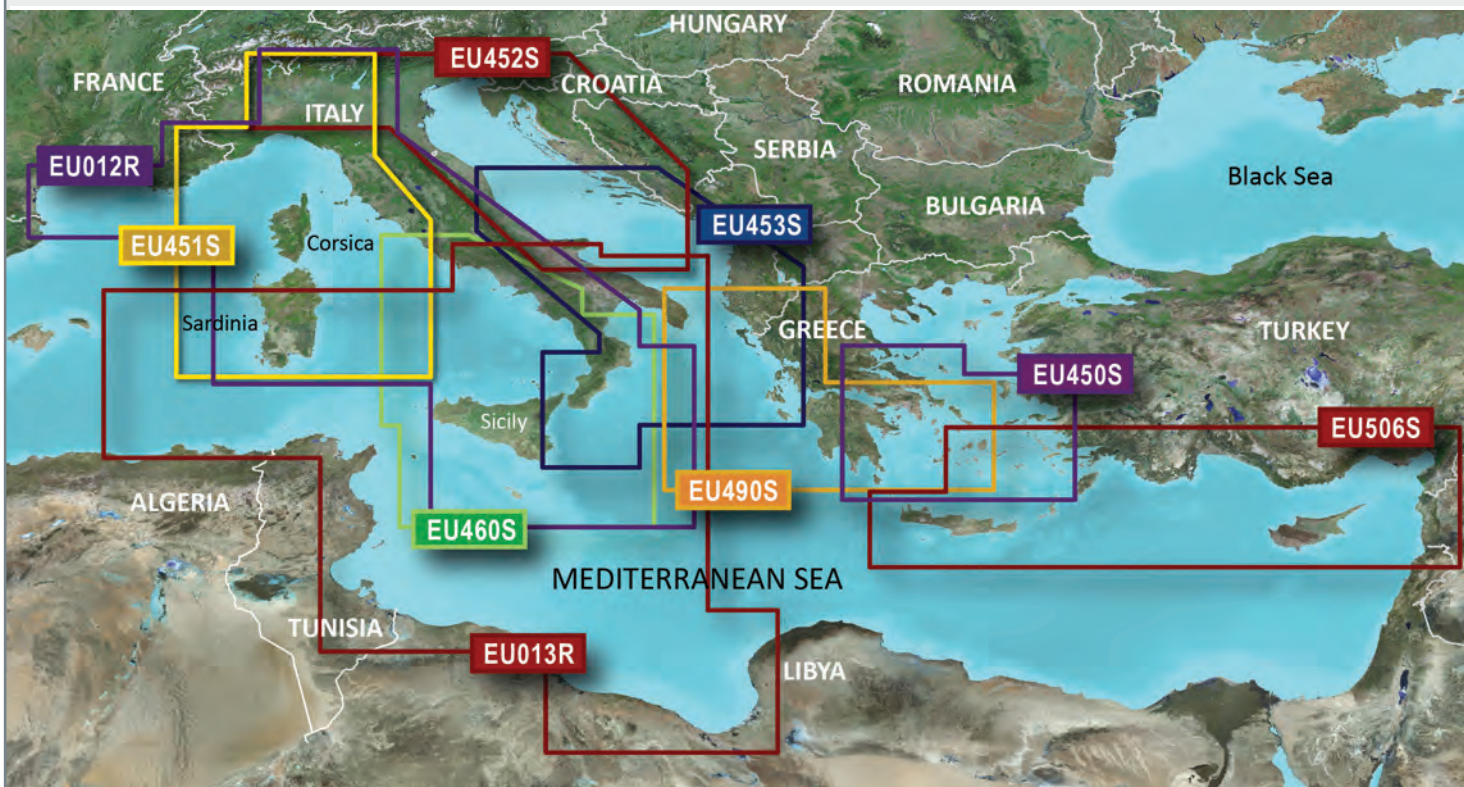 HUNGARY
EU452S
FRANCE
CROATIA
ROMANIA
ITALY
SERBIA
EU012R
Black Sea
BULGARIA
EU453S
EU451S
Corsica
Sardinia
GREECE
TURKEY
EU450S
Sicily
EU506S
EU490S
ALGERIA
EU460S
MEDITERRANEAN SEA
TUNISIA
EU013R
LIBYA